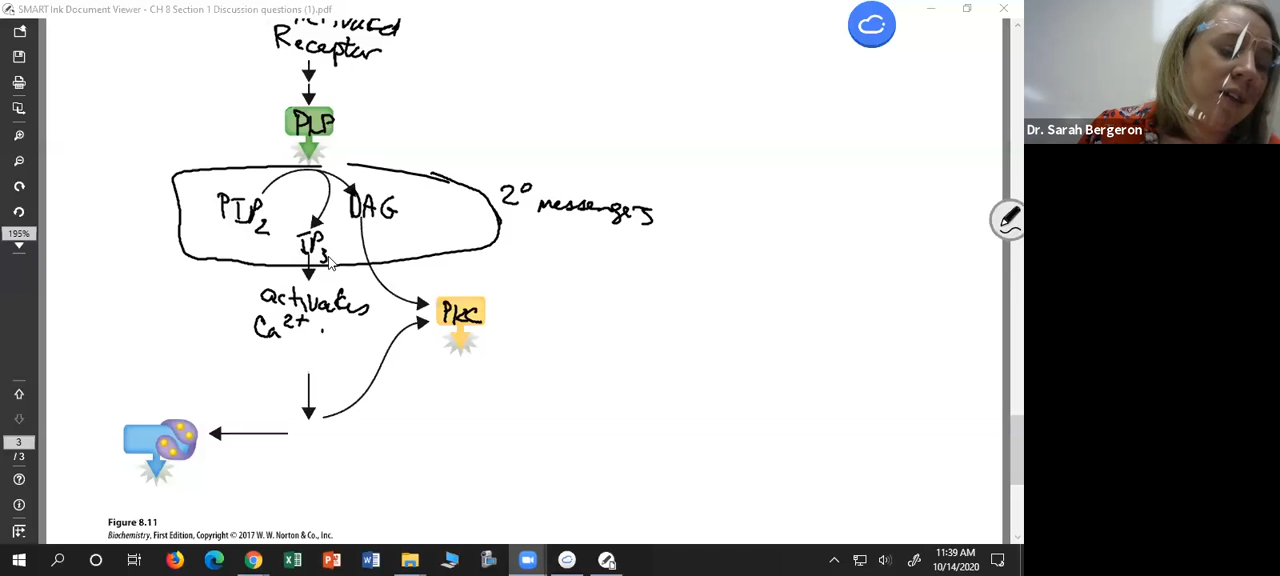 SMART Ink Document Viewer - CH 8 Section 1 Discussion questions (1).pdf
Activated
Receptor
PLP
PIP2
DAG
IP3
2° messengers
activates
Ca2+
PKC
Dr. Sarah Bergeron
195%
3
/ 3
Figure 8.11
Biochemistry, First Edition, Copyright © 2017 W. W. Norton & Co., Inc.
11:39 AM
10/14/2020